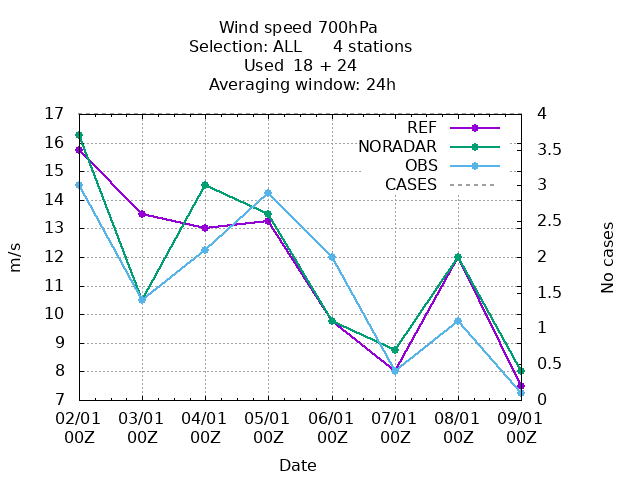 Wind speed 700hPa
Selection: ALL 4 stations
Used 18 + 24
Averaging window: 24h
17
16
15
14
13
12
11
10
9
8
7
m/s
4
3.5
3
2.5
2
1.5
1
0.5
0
No cases
REF
NORADAR
OBS
CASES
02/01 03/01 04/01 05/01 06/01 07/01 08/01 09/01
00Z 00Z 00Z 00Z 00Z 00Z 00Z 00Z
Date